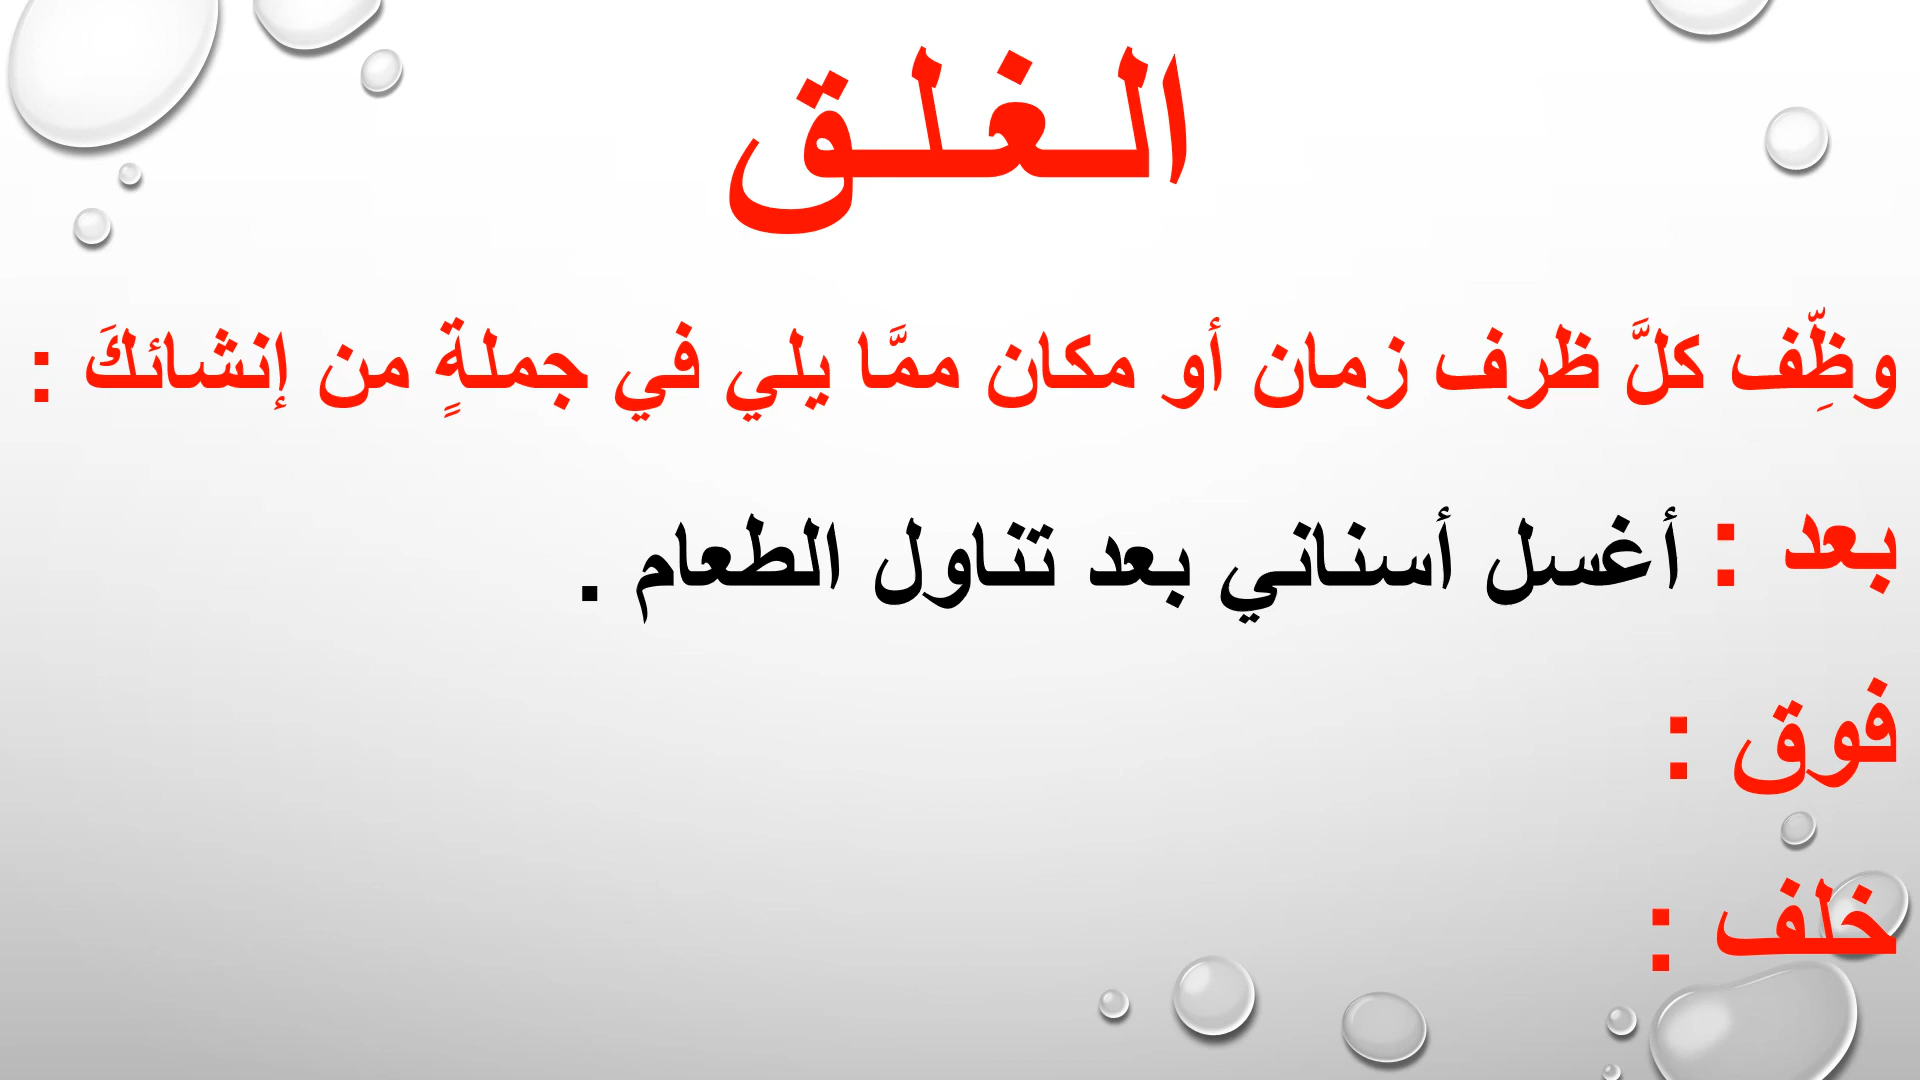 الـغـلـق
وظِّف كلَّ ظرف زمان أو مكان ممَّا يلي في جملةٍ من إنشائكَ :
بعد : أغسل أسناني بعد تناول الطعام .
فوق :
خلف :